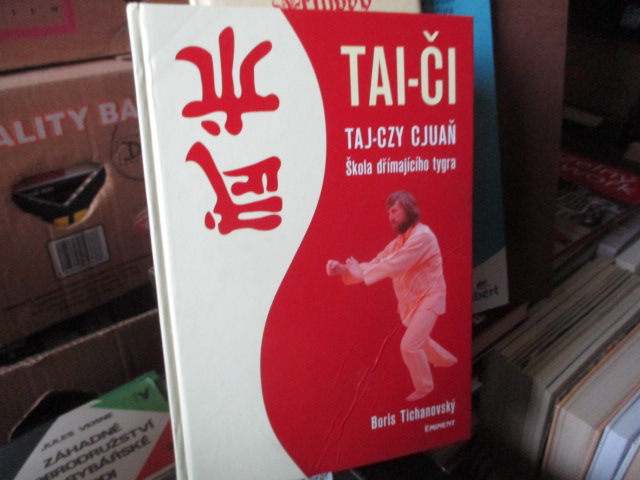 TAI-ČI
TAJ-CZY CJUAŇ
Škola dřímajícího tygra
Boris Tichanovský
EMINENT
ALITY BA
JULES VERNE
ZÁHADNÉ
DOBRODRUŽSTVÍ
RYBÁŘSKÉ